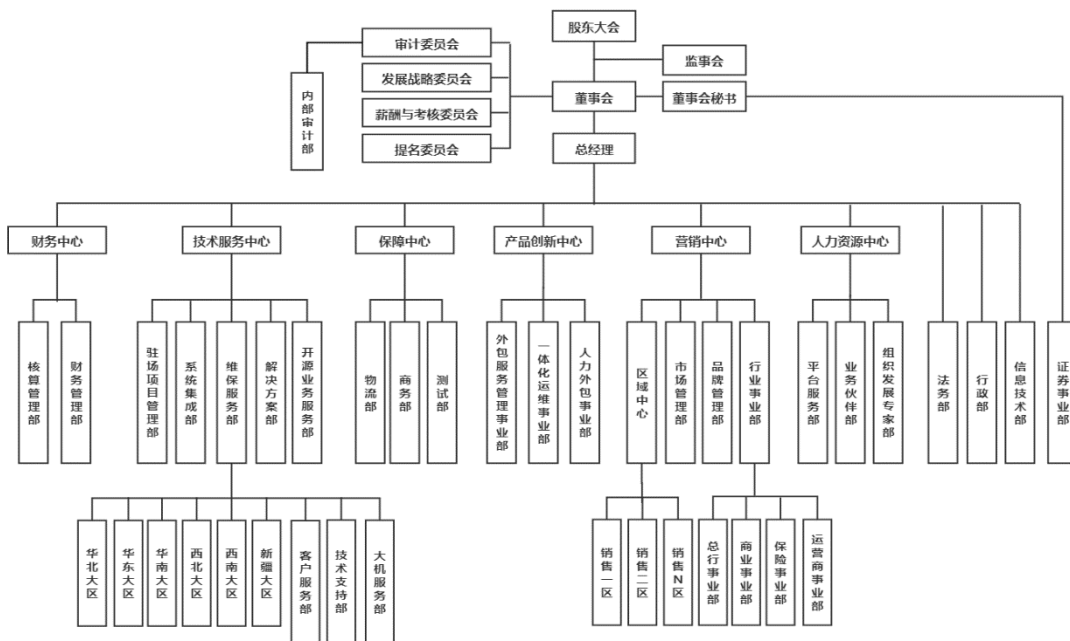 股东大会
审计委员会
监事会
发展战略委员会
董事会
董事会秘书
内部审计部
薪酬与考核委员会
提名委员会
总经理
财务中心
技术服务中心
保障中心
产品创新中心
营销中心
人力资源中心
核算管理部
财务管理部
驻场项目管理部
系统集成部
维保服务部
解决方案部
开源业务服务部
物流部
商务部
测试部
外包服务管理事业部
一体化运维事业部
人力外包事业部
区域中心
市场管理部
品牌管理部
行业事业部
平台服务部
业务伙伴部
组织发展专家部
法务部
行政部
信息技术部
证券事业部
华北大区
华东大区
华南大区
西北大区
西南大区
新疆大区
客户服务部
技术支持部
大机服务部
销售一区
销售二区
销售N区
总行事业部
商业事业部
保险事业部
运营商事业部